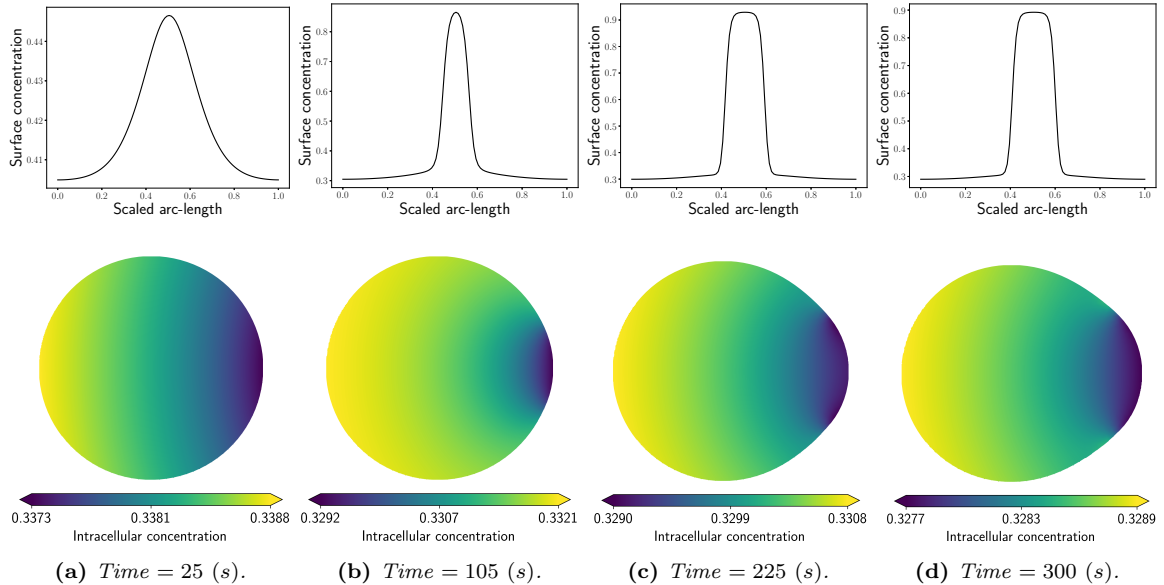 Surface concentration
0.44
0.43
0.42
0.41
0.0 0.2 0.4 0.6 0.8 1.0
Scaled arc-length
Surface concentration
0.8
0.7
0.6
0.5
0.4
0.3
0.0 0.2 0.4 0.6 0.8 1.0
Scaled arc-length
Surface concentration
0.9
0.8
0.7
0.6
0.5
0.4
0.3
0.0 0.2 0.4 0.6 0.8 1.0
Scaled arc-length
Surface concentration
0.9
0.8
0.7
0.6
0.5
0.4
0.3
0.0 0.2 0.4 0.6 0.8 1.0
Scaled arc-length
0.3373 0.3381 0.3388
Intracellular concentration
0.3292 0.3307 0.3321
Intracellular concentration
0.3290 0.3299 0.3308
Intracellular concentration
0.3277 0.3283 0.3289
Intracellular concentration
(a) Time = 25 (s).
(b) Time = 105 (s).
(c) Time = 225 (s).
(d) Time = 300 (s).